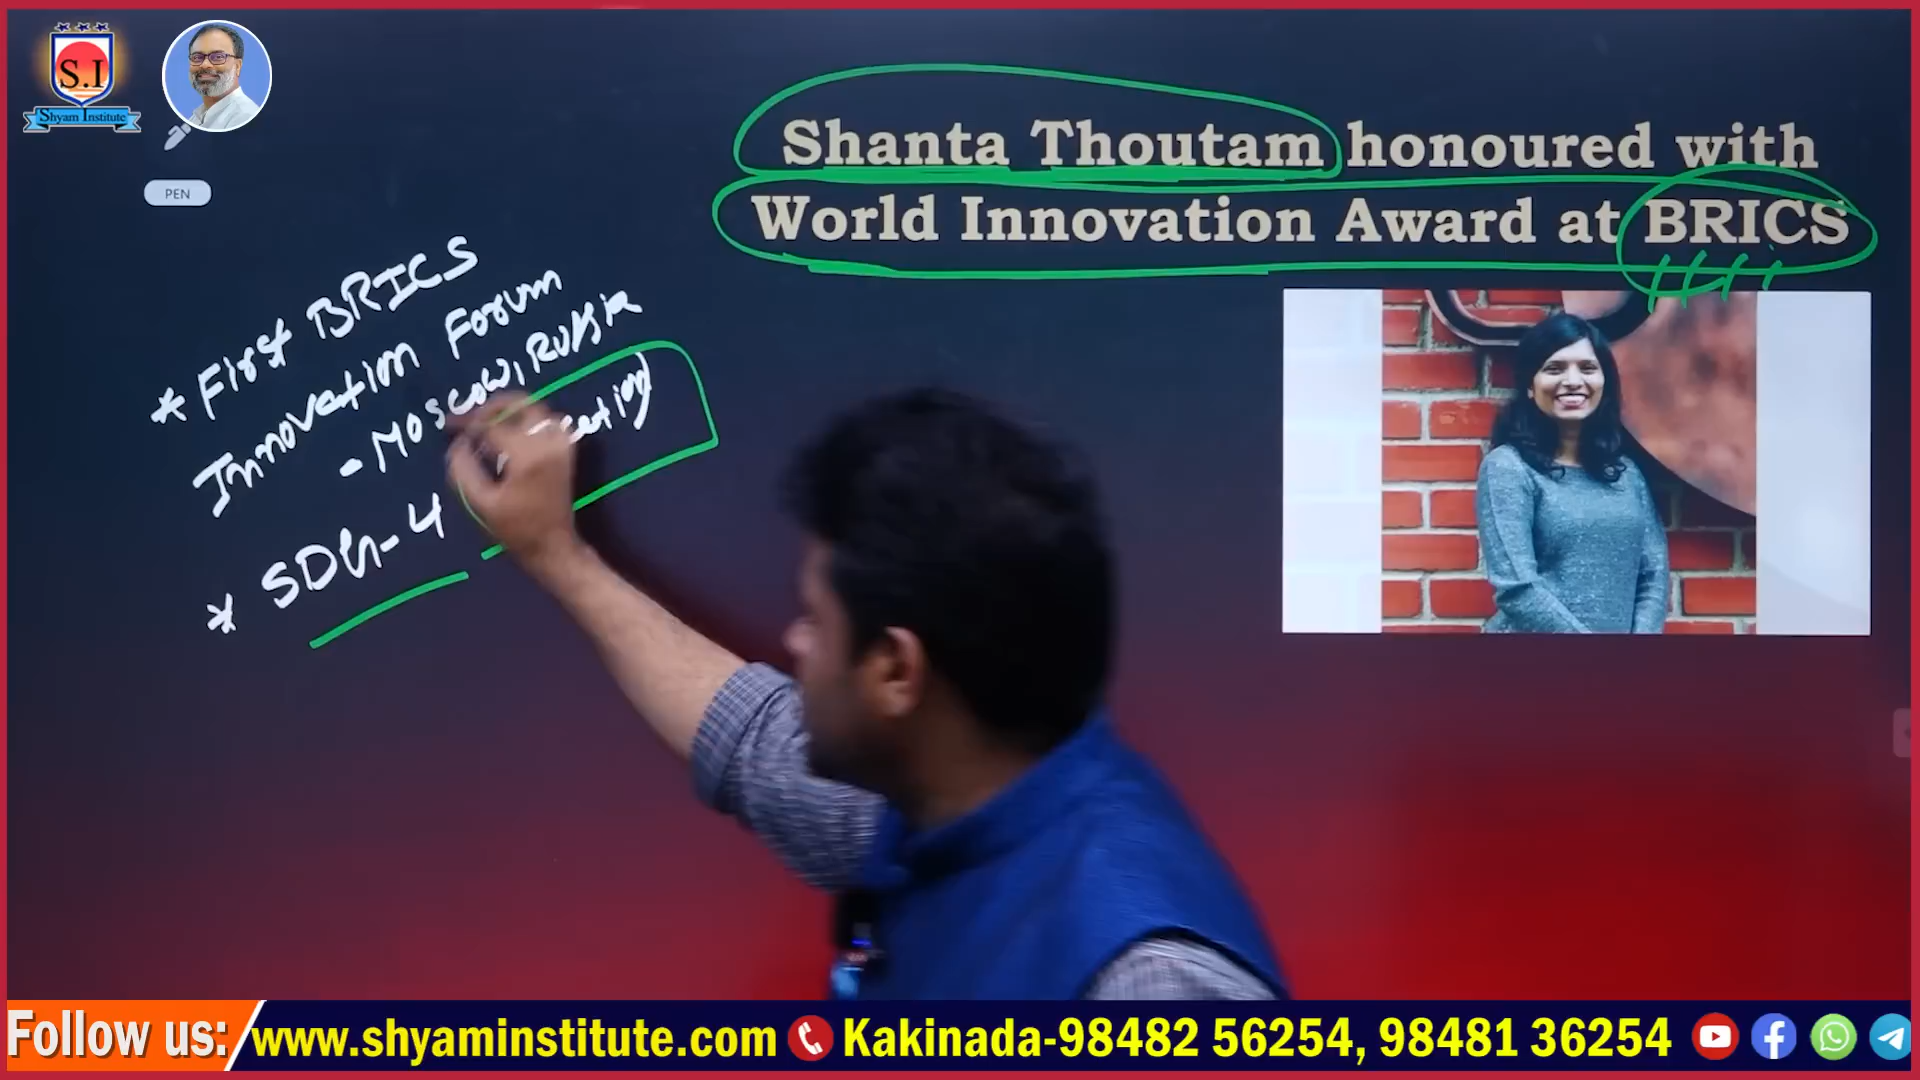 S.I
Shyam Institute
PEN
Shanta Thoutam honoured with
World Innovation Award at BRICS
* First BRICS
Innovation Forum
- Moscow, Russia
* SDG-4
Follow us: www.shyaminstitute.com Kakinada-98482 56254, 98481 36254